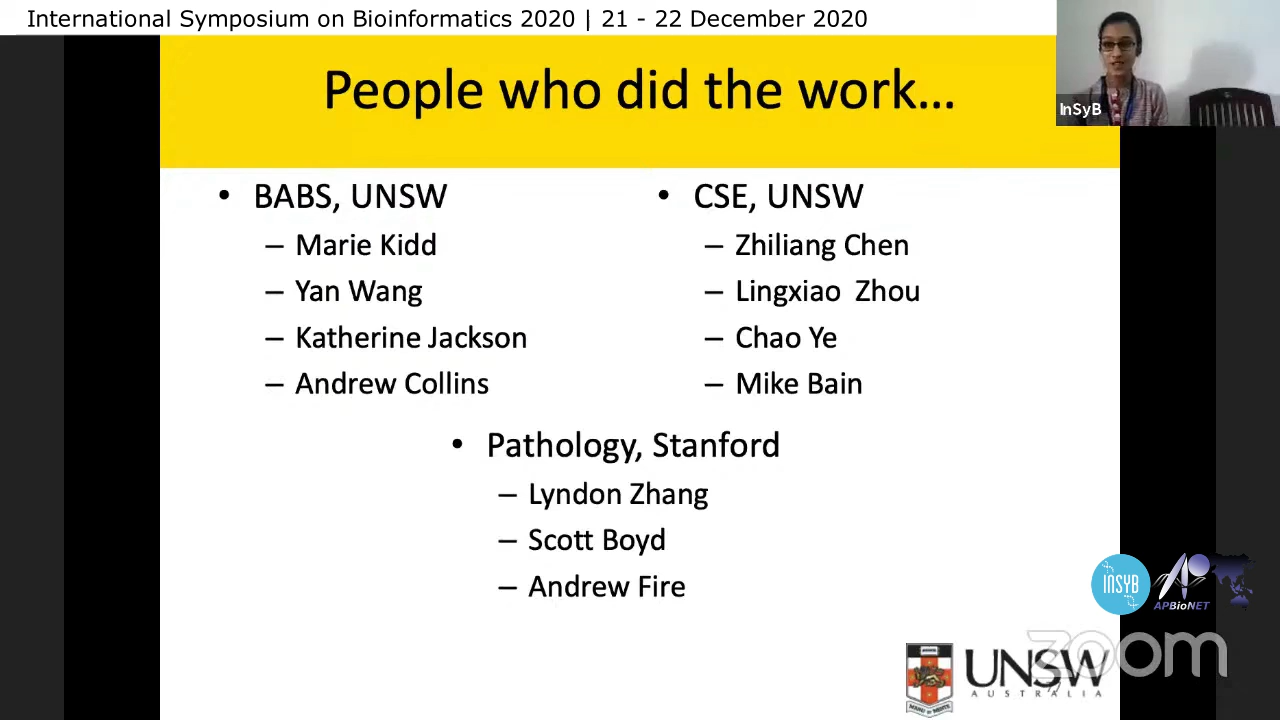 International Symposium on Bioinformatics 2020 | 21 - 22 December 2020
InSyB
People who did the work...
• BABS, UNSW
– Marie Kidd
– Yan Wang
– Katherine Jackson
– Andrew Collins
• CSE, UNSW
– Zhiliang Chen
– Lingxiao Zhou
– Chao Ye
– Mike Bain
• Pathology, Stanford
– Lyndon Zhang
– Scott Boyd
– Andrew Fire
INSYB
APBioNET
zoom
UNSW
AUSTRALIA